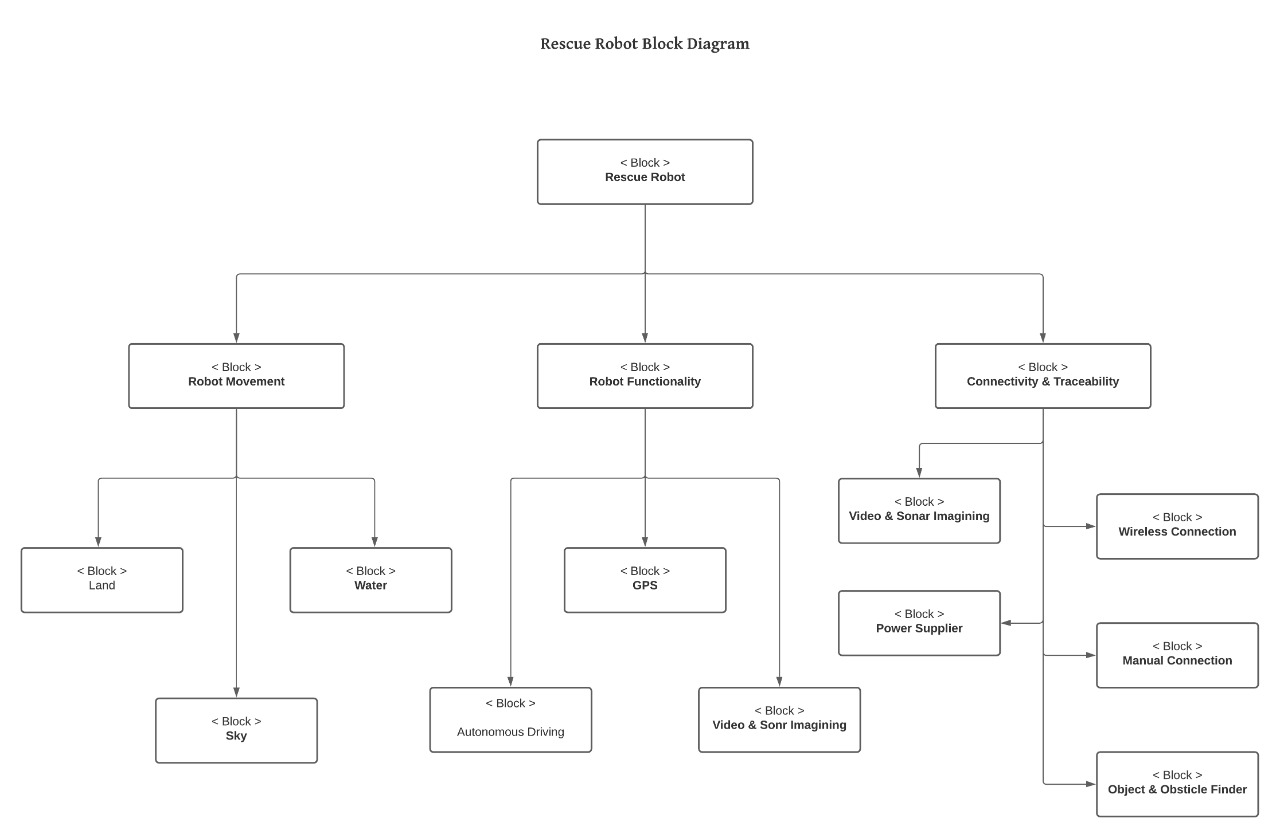 Rescue Robot Block Diagram
< Block >
Rescue Robot
< Block >
Robot Movement
< Block >
Robot Functionality
< Block >
Connectivity & Traceability
< Block >
Land
< Block >
Sky
< Block >
Water
< Block >
Autonomous Driving
< Block >
GPS
< Block >
Video & Sonr Imagining
< Block >
Video & Sonar Imagining
< Block >
Wireless Connection
< Block >
Power Supplier
< Block >
Manual Connection
< Block >
Object & Obsticle Finder